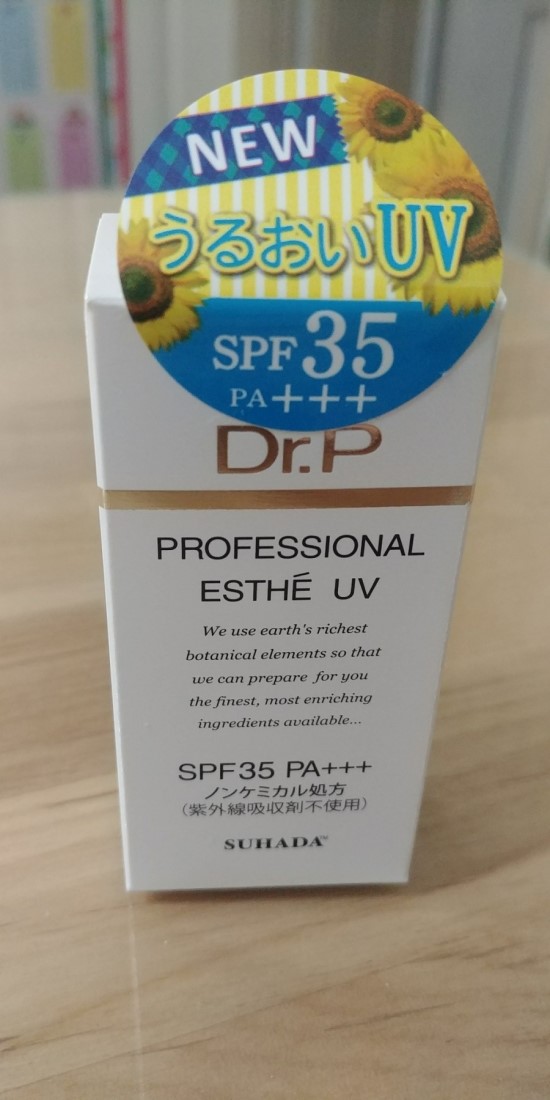 NEW
うるおいUV
SPF35
PA+++
Dr.P
PROFESSIONAL
ESTHÉ UV
We use earth's richest
botanical elements so that
we can prepare for you
the finest, most enriching
ingredients available...
SPF35 PA+++
ノンケミカル処方
(紫外線吸収剤不使用)
SUHADA™